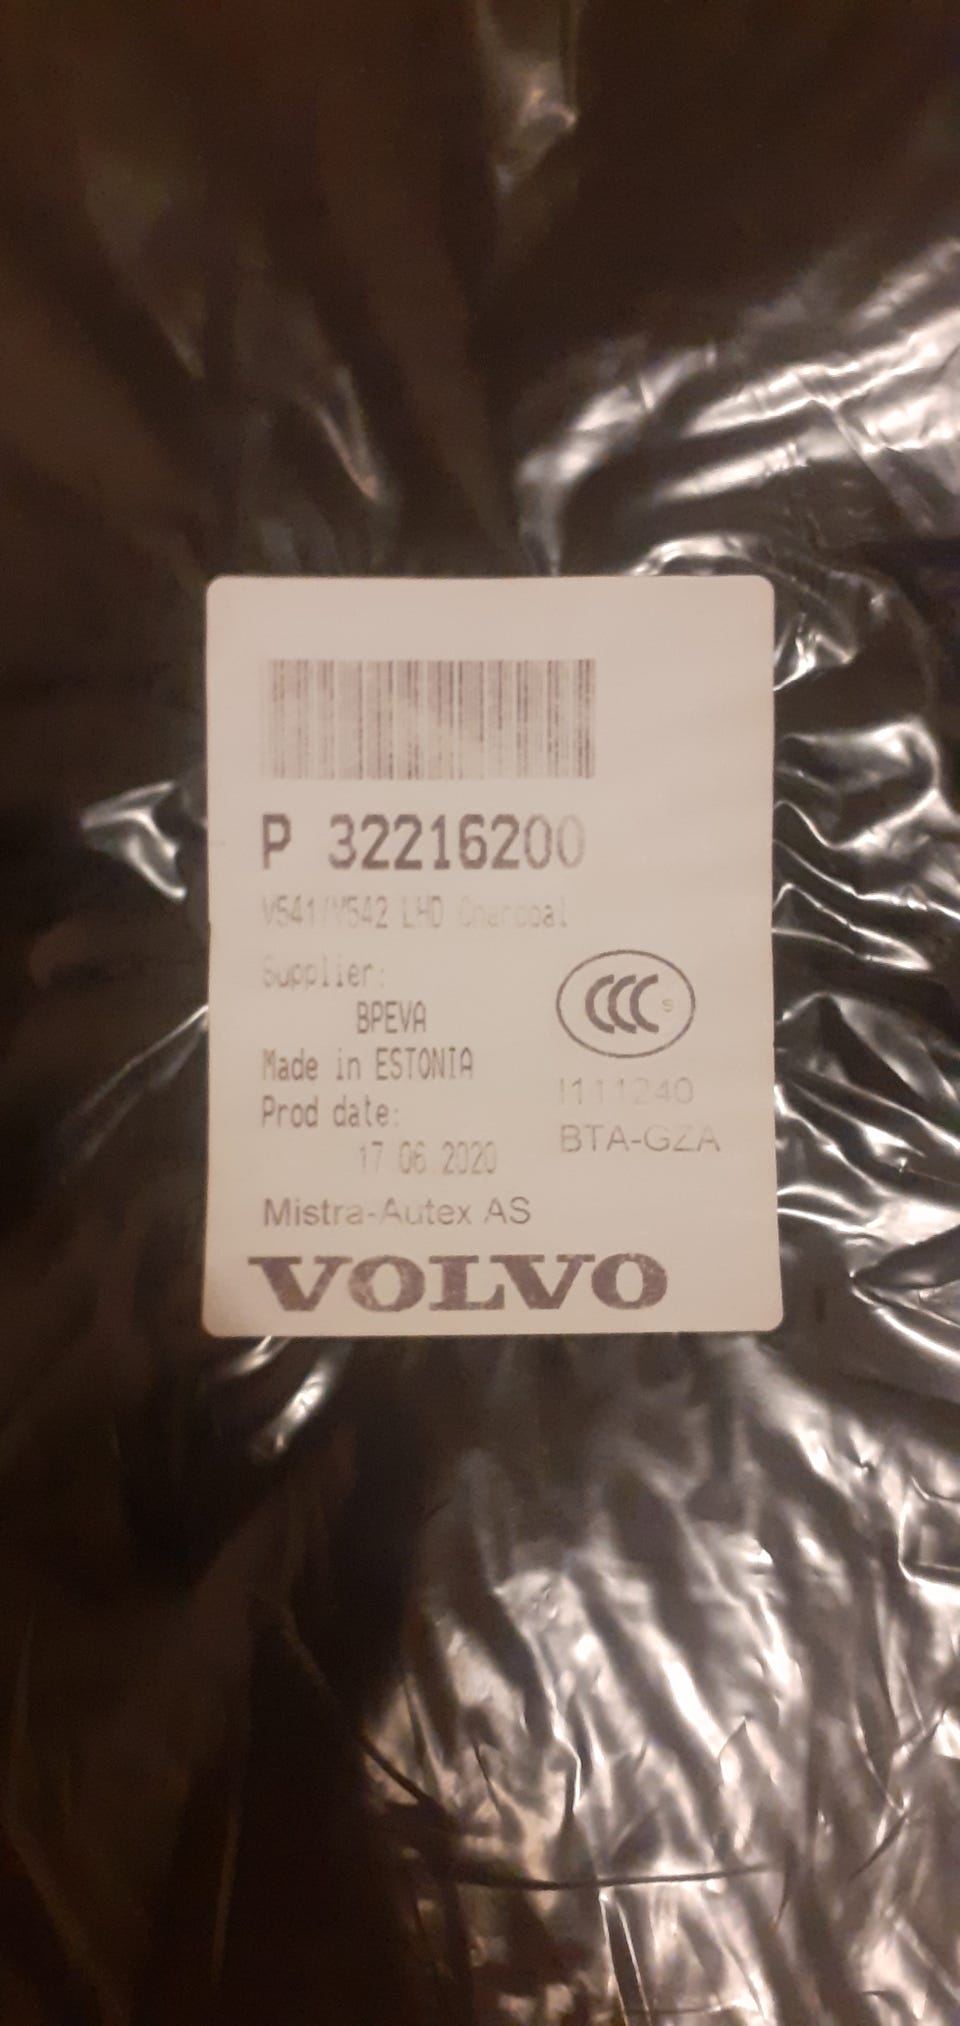 P 32216200
V541/V542 LHD Charcoal
Supplier:
BPEVA
Made in ESTONIA
Prod date:
17 06 2020
CCC S
I111240
BTA-GZA
Mistra-Autex AS
VOLVO